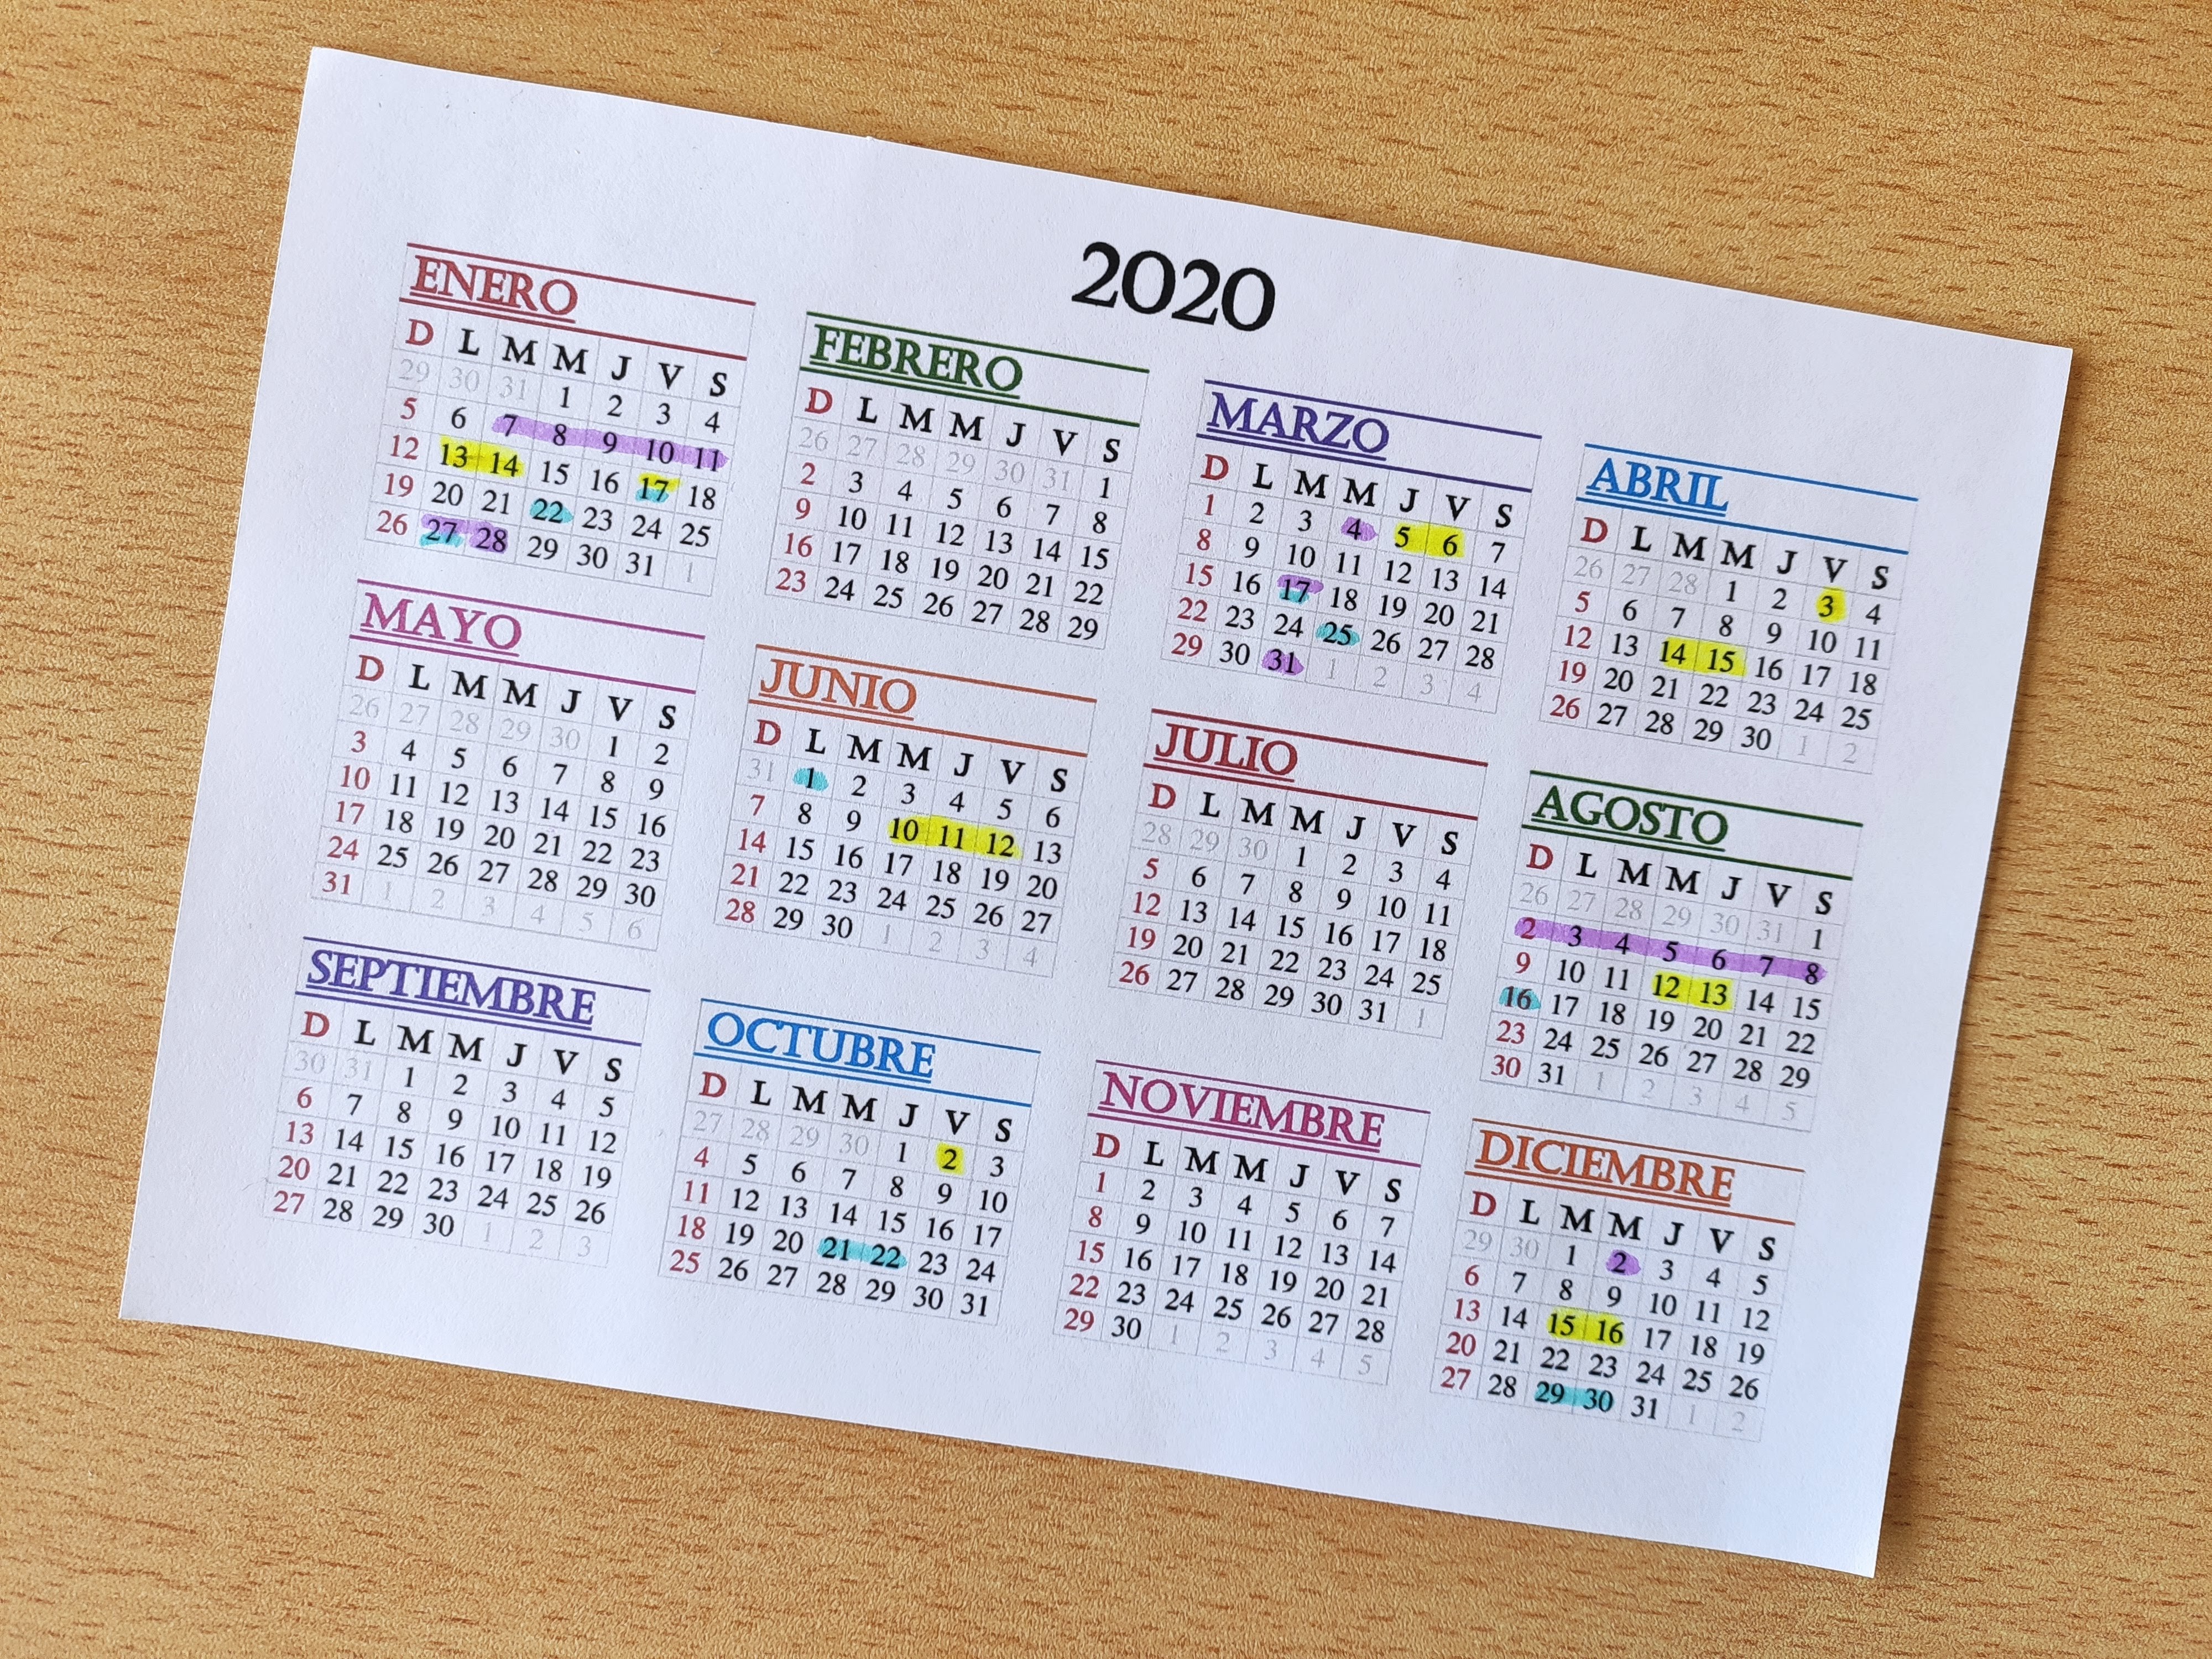 2020
ENERO
D L M M J V S
29 30 31 1 2 3 4
5 6 7 8 9 10 11
12 13 14 15 16 17 18
19 20 21 22 23 24 25
26 27 28 29 30 31 1
FEBRERO
D L M M J V S
26 27 28 29 30 31 1
2 3 4 5 6 7 8
9 10 11 12 13 14 15
16 17 18 19 20 21 22
23 24 25 26 27 28 29
MARZO
D L M M J V S
1 2 3 4 5 6 7
8 9 10 11 12 13 14
15 16 17 18 19 20 21
22 23 24 25 26 27 28
29 30 31 1 2 3 4
ABRIL
D L M M J V S
26 27 28 1 2 3 4
5 6 7 8 9 10 11
12 13 14 15 16 17 18
19 20 21 22 23 24 25
26 27 28 29 30 1 2
MAYO
D L M M J V S
26 27 28 29 30 1 2
3 4 5 6 7 8 9
10 11 12 13 14 15 16
17 18 19 20 21 22 23
24 25 26 27 28 29 30
31 1 2 3 4 5 6
JUNIO
D L M M J V S
31 1 2 3 4 5 6
7 8 9 10 11 12 13
14 15 16 17 18 19 20
21 22 23 24 25 26 27
28 29 30 1 2 3 4
JULIO
D L M M J V S
28 29 30 1 2 3 4
5 6 7 8 9 10 11
12 13 14 15 16 17 18
19 20 21 22 23 24 25
26 27 28 29 30 31 1
AGOSTO
D L M M J V S
26 27 28 29 30 31 1
2 3 4 5 6 7 8
9 10 11 12 13 14 15
16 17 18 19 20 21 22
23 24 25 26 27 28 29
30 31 1 2 3 4 5
SEPTIEMBRE
D L M M J V S
30 31 1 2 3 4 5
6 7 8 9 10 11 12
13 14 15 16 17 18 19
20 21 22 23 24 25 26
27 28 29 30 1 2 3
OCTUBRE
D L M M J V S
27 28 29 30 1 2 3
4 5 6 7 8 9 10
11 12 13 14 15 16 17
18 19 20 21 22 23 24
25 26 27 28 29 30 31
NOVIEMBRE
D L M M J V S
1 2 3 4 5 6 7
8 9 10 11 12 13 14
15 16 17 18 19 20 21
22 23 24 25 26 27 28
29 30 1 2 3 4 5
DICIEMBRE
D L M M J V S
29 30 1 2 3 4 5
6 7 8 9 10 11 12
13 14 15 16 17 18 19
20 21 22 23 24 25 26
27 28 29 30 31 1 2